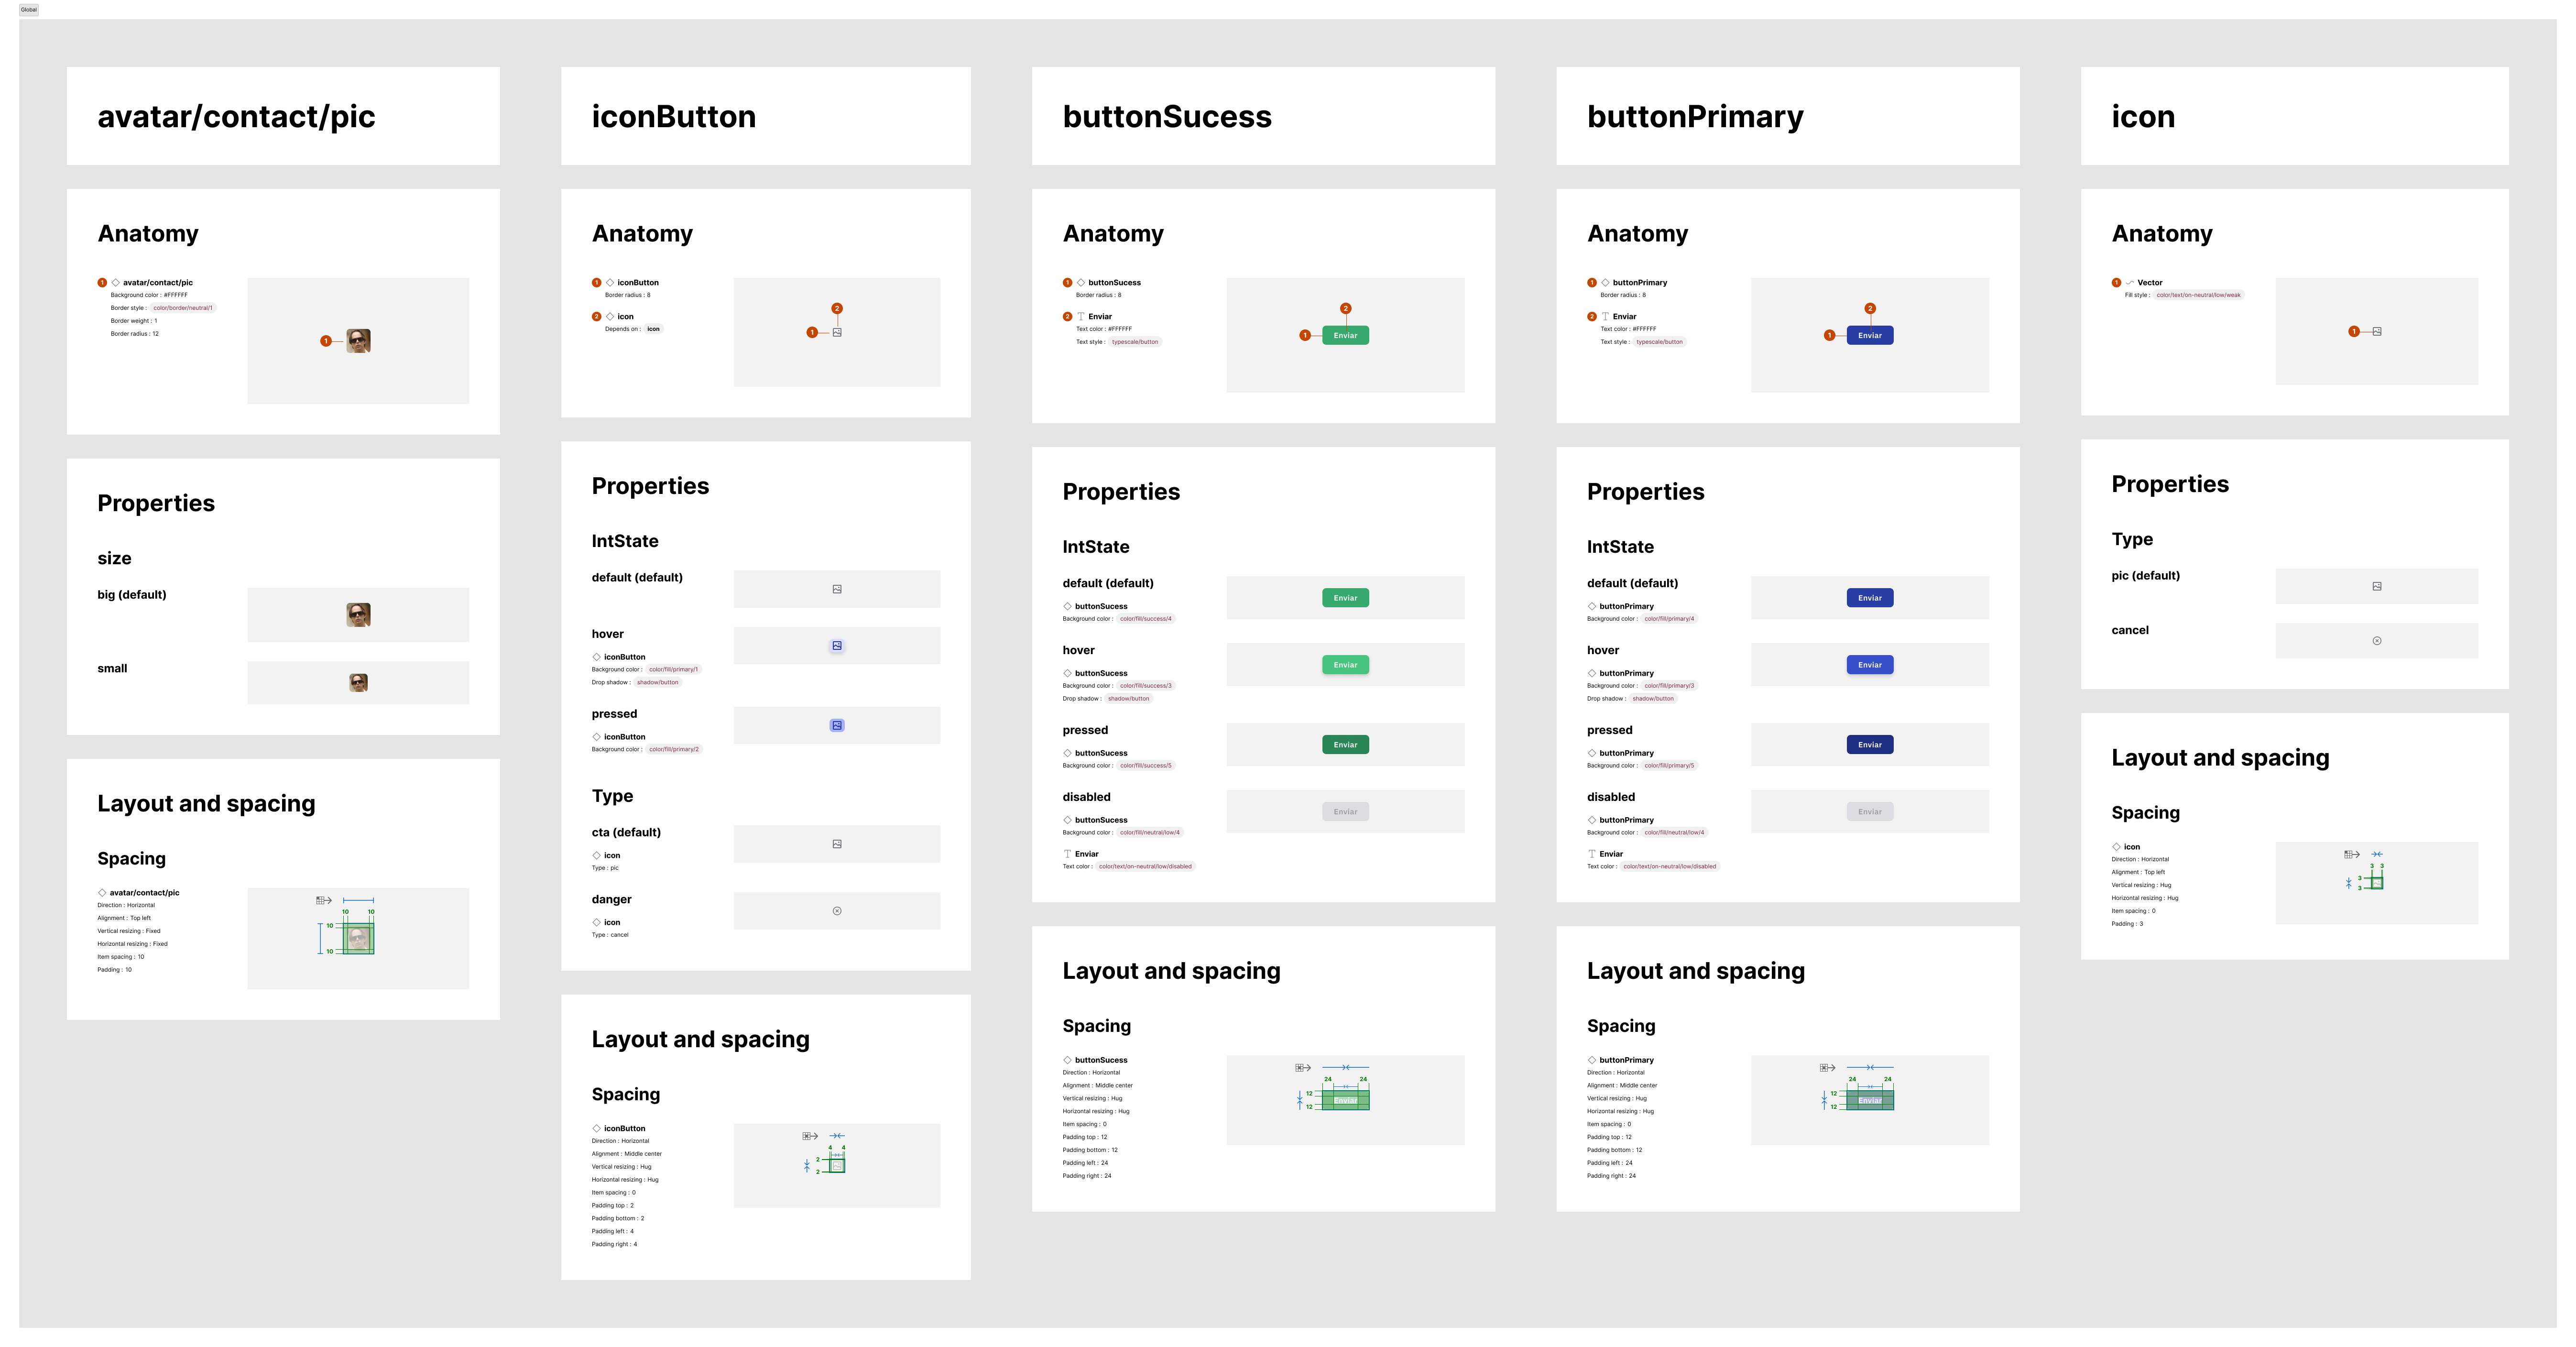 Global
avatar/contact/pic
Anatomy
1 avatar/contact/pic
Background color : #FFFFFF
Border style : color/border/neutral/1
Border weight : 1
Border radius : 12
1
Properties
size
big (default)
small
Layout and spacing
Spacing
avatar/contact/pic
Direction : Horizontal
Alignment : Top left
Vertical resizing : Fixed
Horizontal resizing : Fixed
Item spacing : 10
Padding : 10
10 10
10
10
iconButton
Anatomy
1 iconButton
Border radius : 8
2 icon
Depends on : icon
2
1
Properties
IntState
default (default)
hover
iconButton
Background color : color/fill/primary/1
Drop shadow : shadow/button
pressed
iconButton
Background color : color/fill/primary/2
Type
cta (default)
icon
Type : pic
danger
icon
Type : cancel
Layout and spacing
Spacing
iconButton
Direction : Horizontal
Alignment : Middle center
Vertical resizing : Hug
Horizontal resizing : Hug
Item spacing : 0
Padding top : 2
Padding bottom : 2
Padding left : 4
Padding right : 4
4 4
2
2
buttonSucess
Anatomy
1 buttonSucess
Border radius : 8
2 Enviar
Text color : #FFFFFF
Text style : typescale/button
2
1 Enviar
Properties
IntState
default (default)
buttonSucess
Background color : color/fill/success/4
Enviar
hover
buttonSucess
Background color : color/fill/success/3
Drop shadow : shadow/button
Enviar
pressed
buttonSucess
Background color : color/fill/success/5
Enviar
disabled
buttonSucess
Background color : color/fill/neutral/low/4
Enviar
Text color : color/text/on-neutral/low/disabled
Enviar
Layout and spacing
Spacing
buttonSucess
Direction : Horizontal
Alignment : Middle center
Vertical resizing : Hug
Horizontal resizing : Hug
Item spacing : 0
Padding top : 12
Padding bottom : 12
Padding left : 24
Padding right : 24
24 24
12
12
Enviar
buttonPrimary
Anatomy
1 buttonPrimary
Border radius : 8
2 Enviar
Text color : #FFFFFF
Text style : typescale/button
2
1 Enviar
Properties
IntState
default (default)
buttonPrimary
Background color : color/fill/primary/4
Enviar
hover
buttonPrimary
Background color : color/fill/primary/3
Drop shadow : shadow/button
Enviar
pressed
buttonPrimary
Background color : color/fill/primary/5
Enviar
disabled
buttonPrimary
Background color : color/fill/neutral/low/4
Enviar
Text color : color/text/on-neutral/low/disabled
Enviar
Layout and spacing
Spacing
buttonPrimary
Direction : Horizontal
Alignment : Middle center
Vertical resizing : Hug
Horizontal resizing : Hug
Item spacing : 0
Padding top : 12
Padding bottom : 12
Padding left : 24
Padding right : 24
24 24
12
12
Enviar
icon
Anatomy
1 Vector
Fill style : color/text/on-neutral/low/weak
1
Properties
Type
pic (default)
cancel
Layout and spacing
Spacing
icon
Direction : Horizontal
Alignment : Top left
Vertical resizing : Hug
Horizontal resizing : Hug
Item spacing : 0
Padding : 3
3 3
3
3